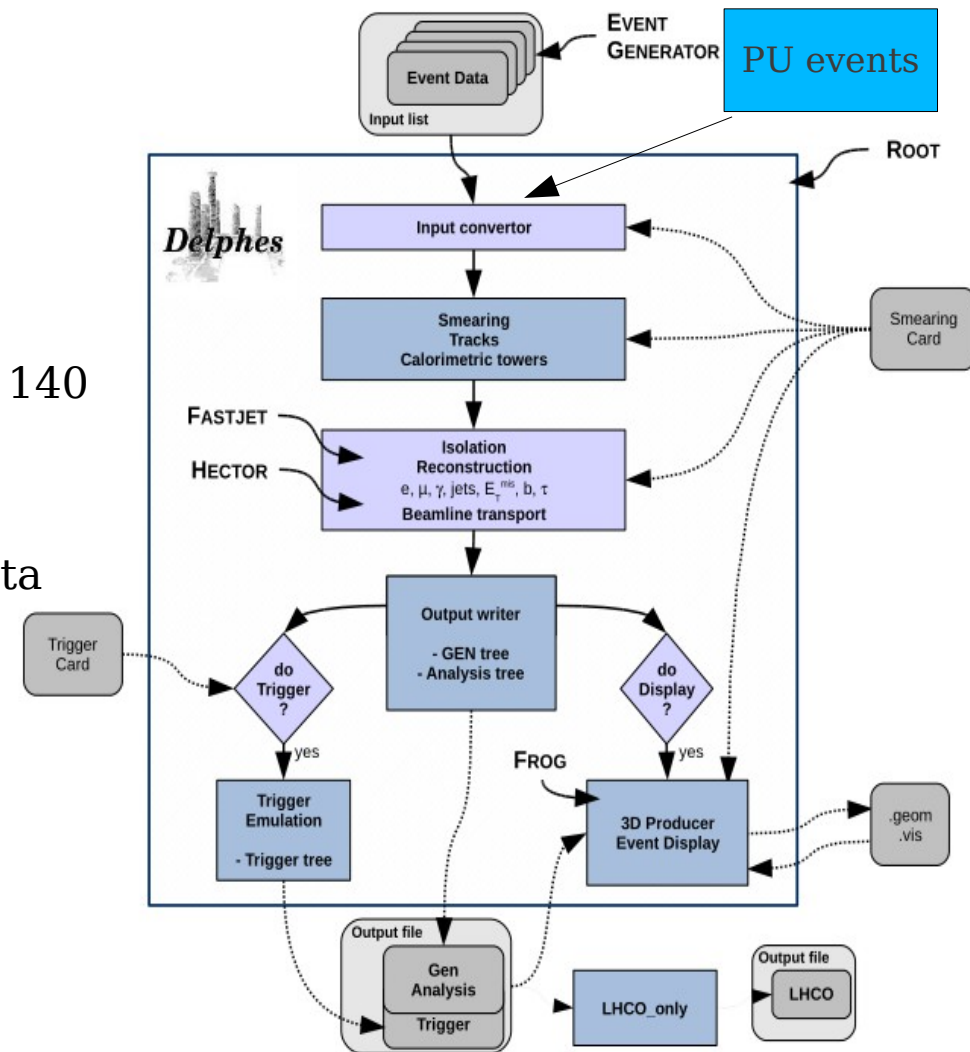 EVENT
GENERATOR
PU events
Event Data
Input list
ROOT
Delphes
Input convertor
Smearing
Tracks
Calorimetric towers
Smearing
Card
140
FASTJET
HECTOR
Isolation
Reconstruction
e, μ, γ, jets, E_T^mis, b, τ
Beamline transport
ta
Output writer
- GEN tree
- Analysis tree
Trigger
Card
do
Trigger
?
do
Display
?
yes
yes
FROG
Trigger
Emulation
- Trigger tree
3D Producer
Event Display
.geom
.vis
Output file
Gen
Analysis
Trigger
LHCO_only
Output file
LHCO